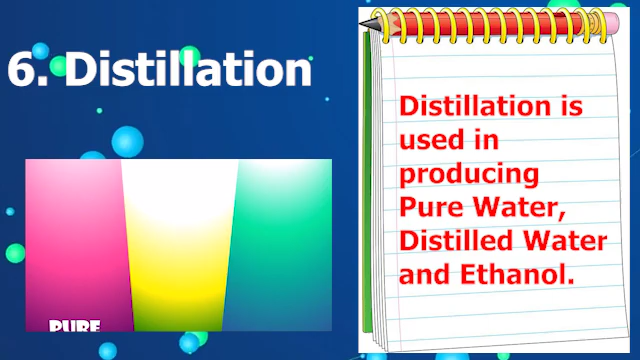 6. Distillation
Distillation is
used in
producing
Pure Water,
Distilled Water
and Ethanol.
PURE